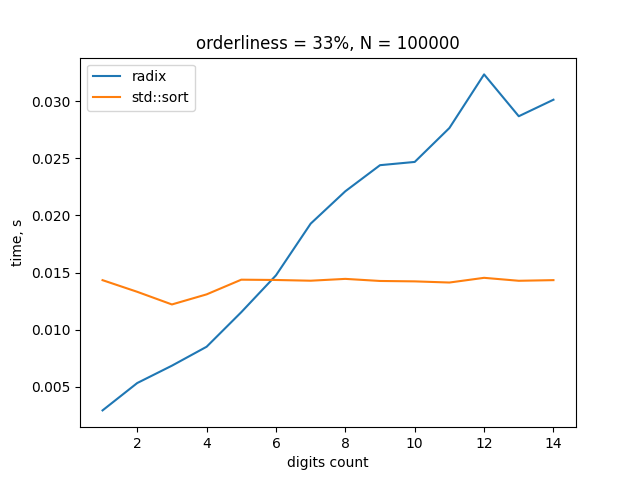 orderliness = 33%, N = 100000
radix
std::sort
0.030
0.025
0.020
0.015
0.010
0.005
time, s
2 4 6 8 10 12 14
digits count